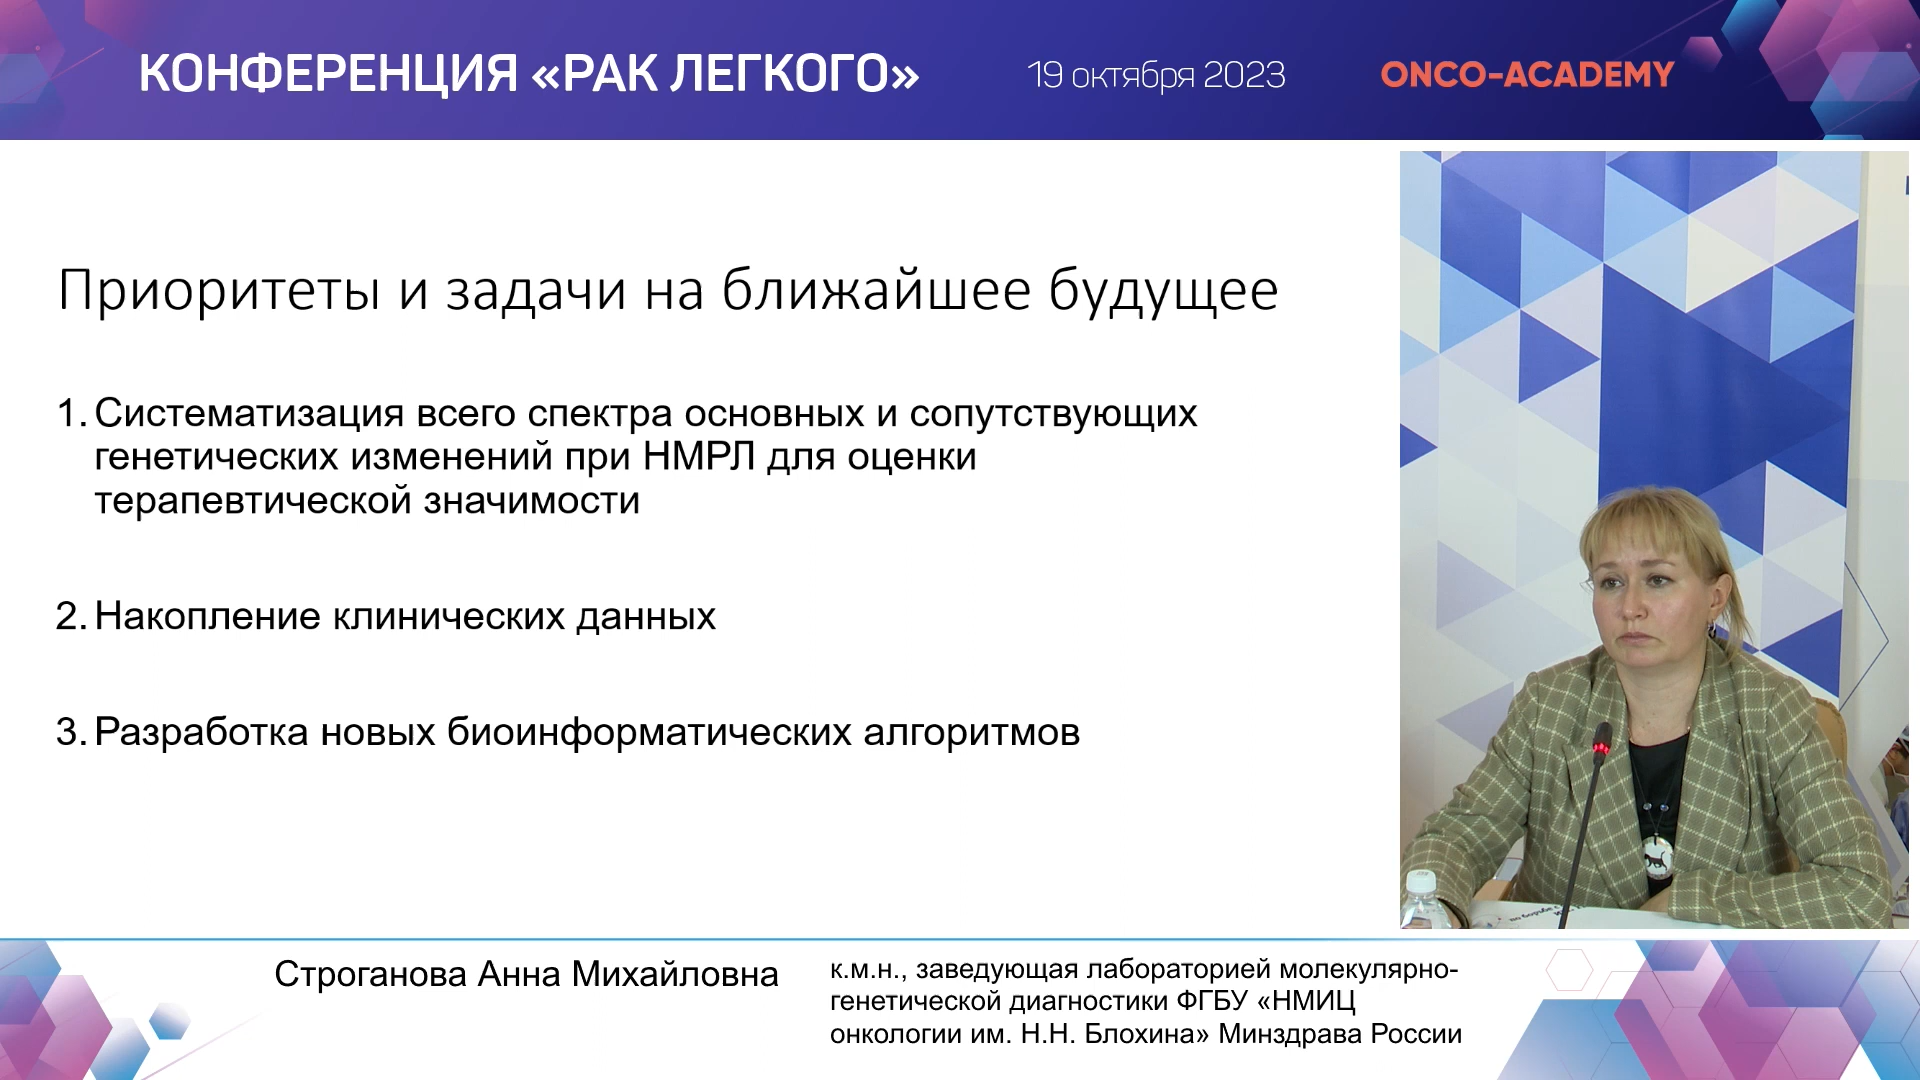 КОНФЕРЕНЦИЯ «РАК ЛЕГКОГО»
19 октября 2023
ONCO-ACADEMY
Приоритеты и задачи на ближайшее будущее
1. Систематизация всего спектра основных и сопутствующих
генетических изменений при НМРЛ для оценки
терапевтической значимости
2. Накопление клинических данных
3. Разработка новых биоинформатических алгоритмов
Строганова Анна Михайловна
к.м.н., заведующая лабораторией молекулярно-
генетической диагностики ФГБУ «НМИЦ
онкологии им. Н.Н. Блохина» Минздрава России